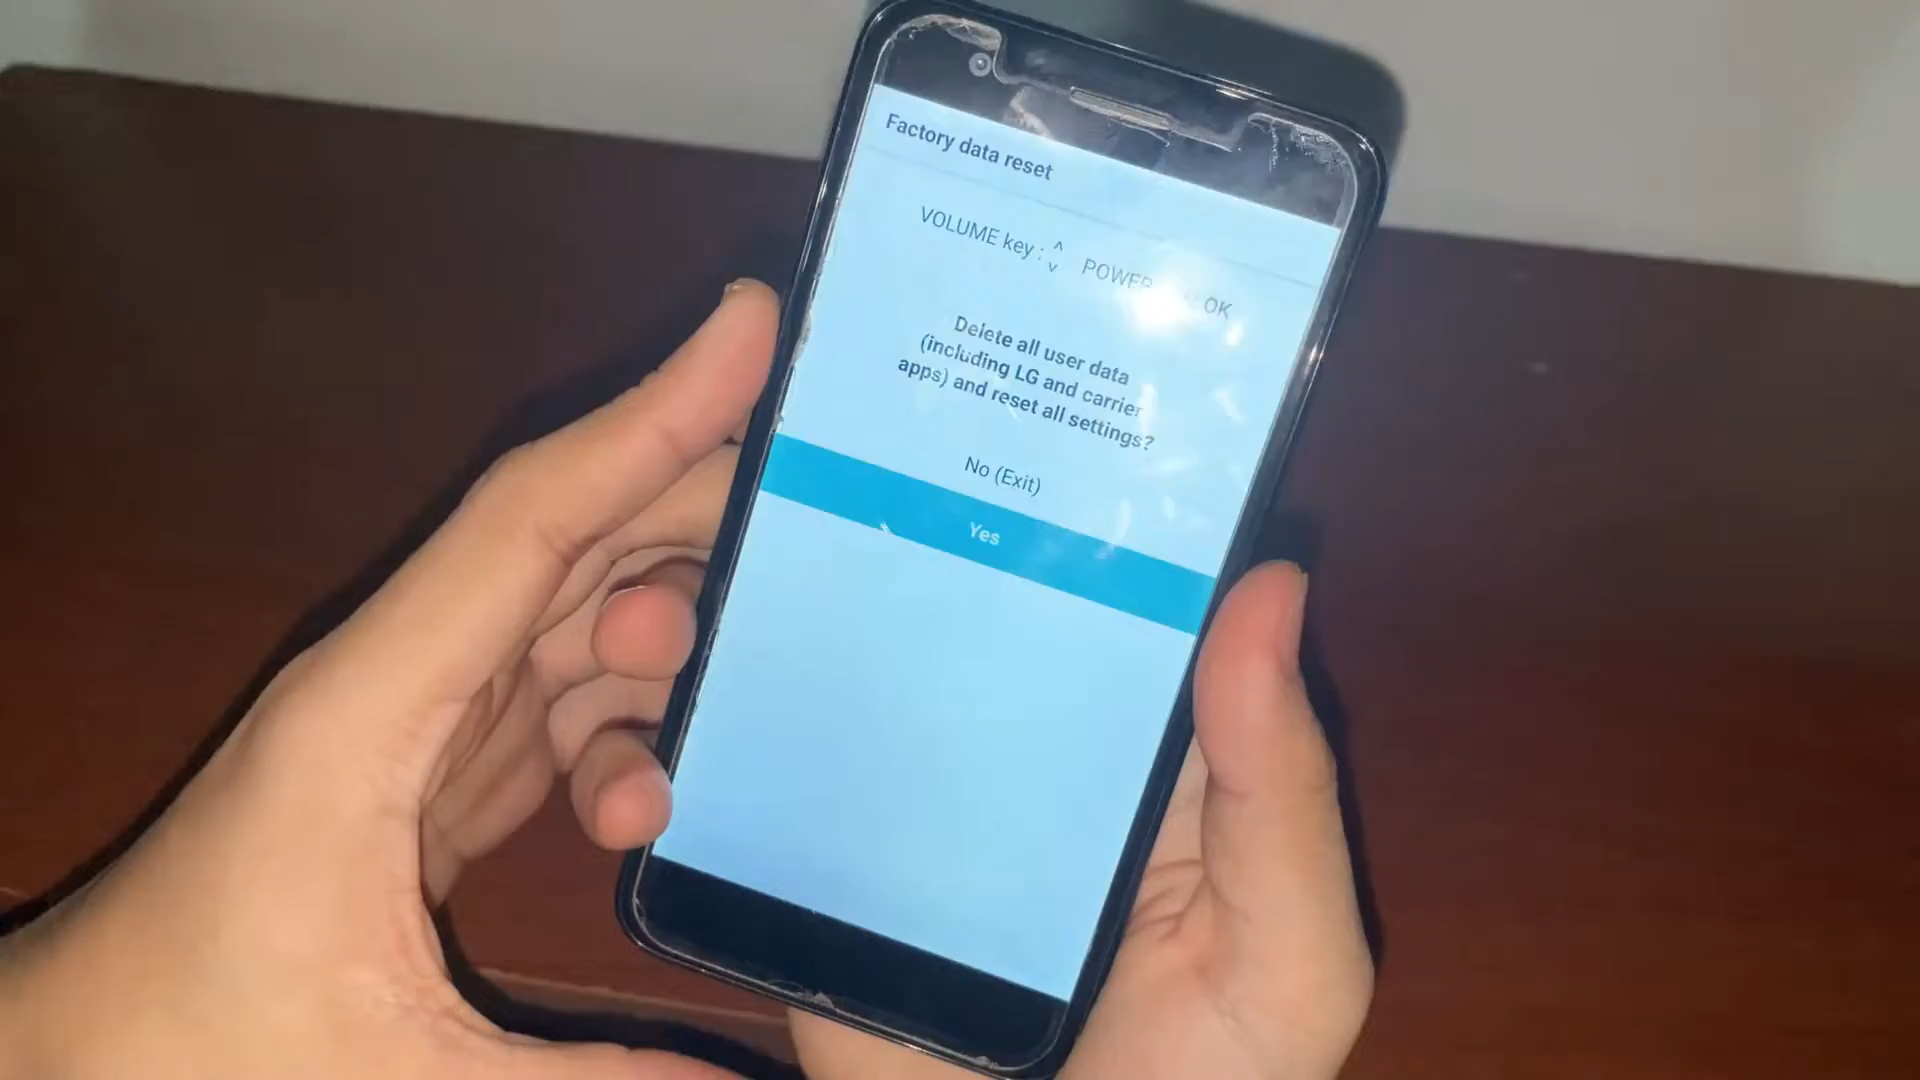 Factory data reset
VOLUME key : ^ v POWER OK
Delete all user data
(including LG and carrier
apps) and reset all settings?
No (Exit)
Yes